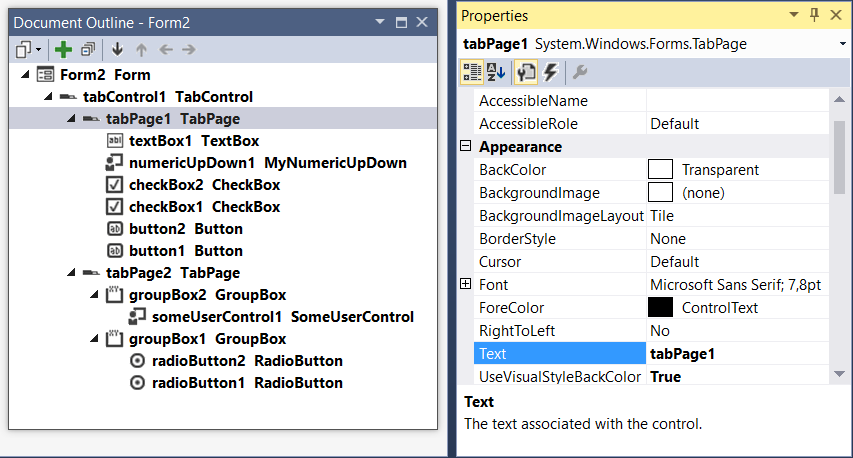 Document Outline - Form2
Form2 Form
tabControl1 TabControl
tabPage1 TabPage
textBox1 TextBox
numericUpDown1 MyNumericUpDown
checkBox2 CheckBox
checkBox1 CheckBox
button2 Button
button1 Button
tabPage2 TabPage
groupBox2 GroupBox
someUserControl1 SomeUserControl
groupBox1 GroupBox
radioButton2 RadioButton
radioButton1 RadioButton
Properties
tabPage1 System.Windows.Forms.TabPage
AccessibleName
AccessibleRole Default
Appearance
BackColor Transparent
BackgroundImage (none)
BackgroundImageLayout Tile
BorderStyle None
Cursor Default
Font Microsoft Sans Serif; 7,8pt
ForeColor ControlText
RightToLeft No
Text tabPage1
UseVisualStyleBackColor True
Text
The text associated with the control.